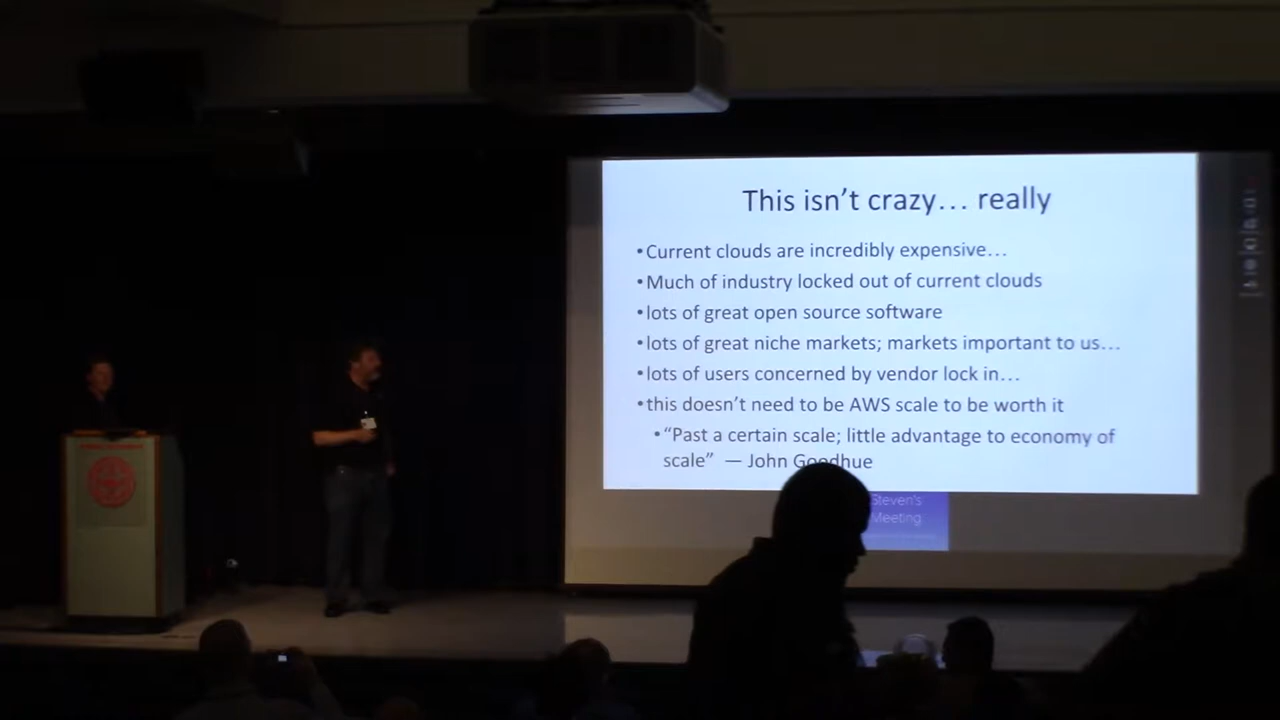 This isn't crazy… really
•Current clouds are incredibly expensive…
•Much of industry locked out of current clouds
•lots of great open source software
•lots of great niche markets; markets important to us…
•lots of users concerned by vendor lock in…
•this doesn't need to be AWS scale to be worth it
•"Past a certain scale; little advantage to economy of
scale" — John Goodhue
Steven's
Meeting